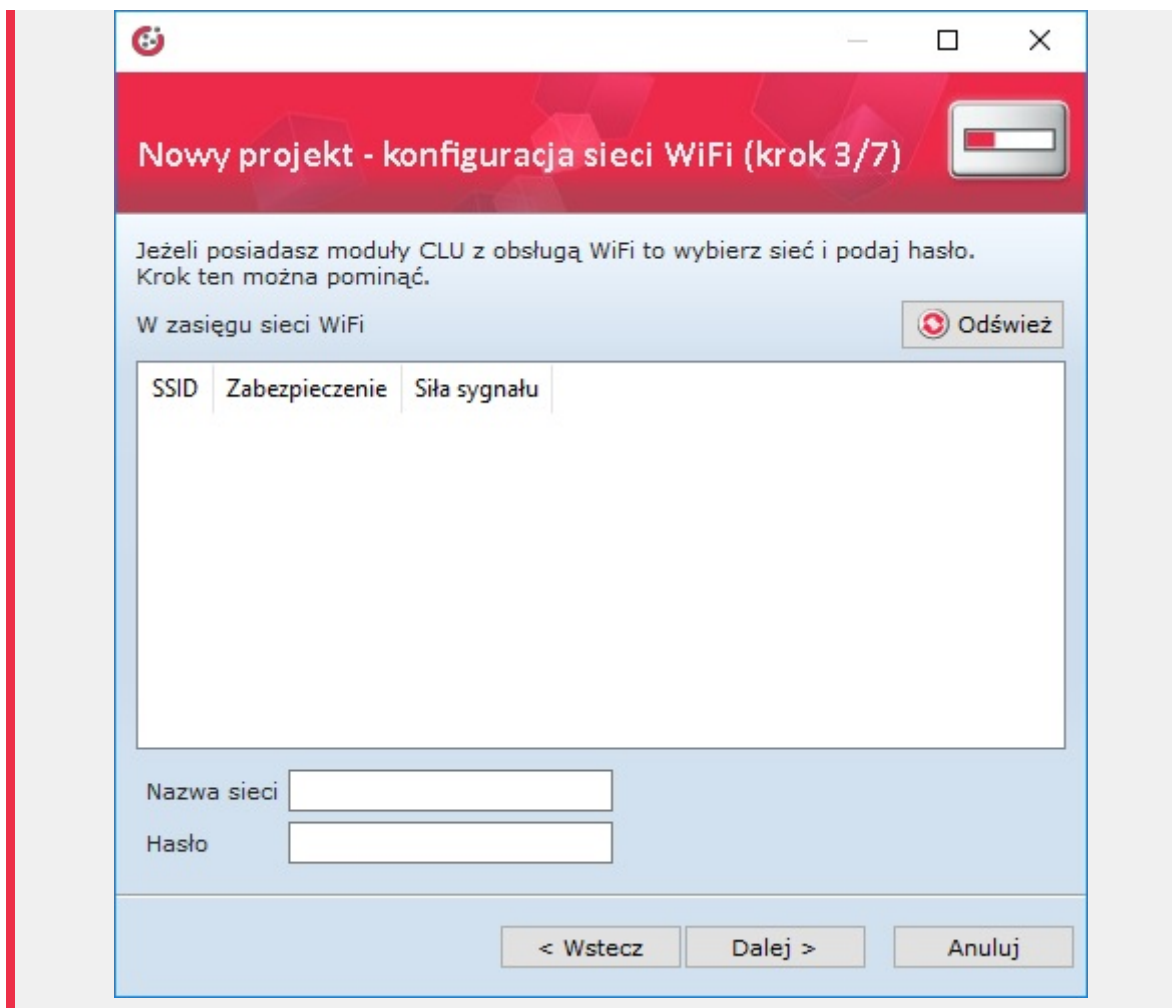 Nowy projekt - konfiguracja sieci WiFi (krok 3/7)
Jeżeli posiadasz moduły CLU z obsługą WiFi to wybierz sieć i podaj hasło.
Krok ten można pominąć.
W zasięgu sieci WiFi
Odśwież
SSID Zabezpieczenie Siła sygnału
Nazwa sieci
Hasło
< Wstecz Dalej > Anuluj